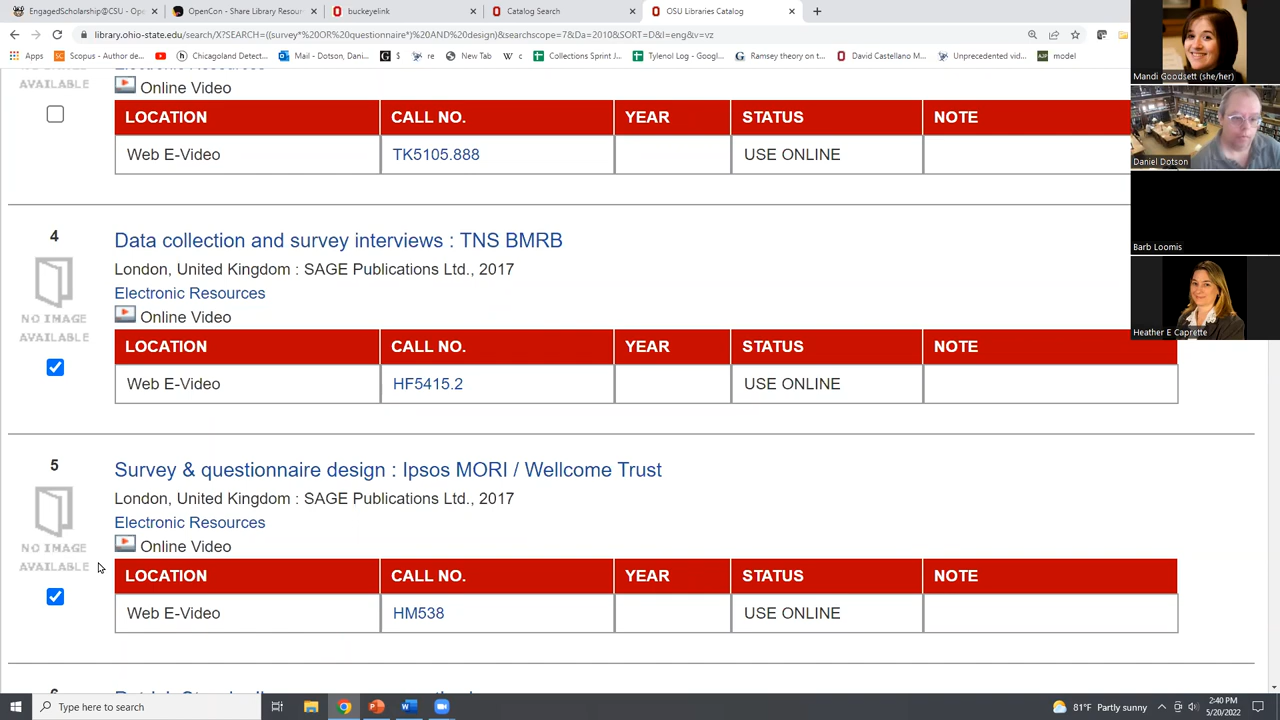 EngagedScholarship@CSU - Ope
OpenCon - Share Library Resour
buckeyelink
Catalog Search
OSU Libraries Catalog
library.ohio-state.edu/search/X?SEARCH=((survey*%20OR%20questionnaire*)%20AND%20design)&searchscope=7&Da=2010&SORT=D&l=eng&v=vz
Apps
Scopus - Author de...
Chicagoland Detect...
Mail - Dotson, Dani...
$
re
New Tab
c
Collections Sprint J...
Tylenol Log - Googl...
Ramsey theory on t...
David Castellano M...
Unprecedented vid...
model
Mandi Goodsett (she/her)
Daniel Dotson
Barb Loomis
Heather E Caprette
AVAILABLE
Online Video
LOCATION CALL NO. YEAR STATUS NOTE
Web E-Video TK5105.888 USE ONLINE
4
Data collection and survey interviews : TNS BMRB
London, United Kingdom : SAGE Publications Ltd., 2017
Electronic Resources
NO IMAGE
AVAILABLE
Online Video
LOCATION CALL NO. YEAR STATUS NOTE
Web E-Video HF5415.2 USE ONLINE
5
Survey & questionnaire design : Ipsos MORI / Wellcome Trust
London, United Kingdom : SAGE Publications Ltd., 2017
Electronic Resources
NO IMAGE
AVAILABLE
Online Video
LOCATION CALL NO. YEAR STATUS NOTE
Web E-Video HM538 USE ONLINE
Type here to search
81°F Partly sunny
2:40 PM
5/20/2022